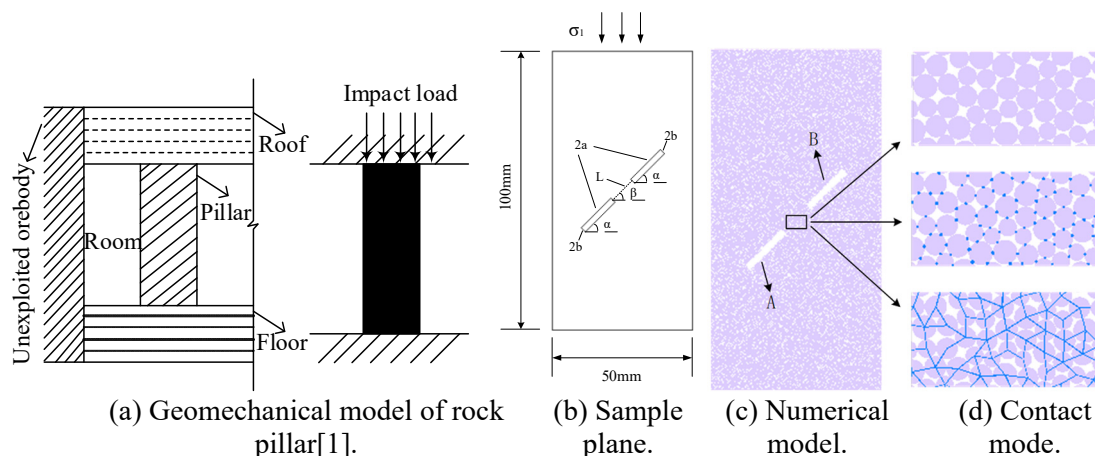 Unexploited orebody
Roof
Pillar
Room
Floor
Impact load
σ1
100mm
2a
2b
L
α
β
2b
α
50mm
B
A
(a) Geomechanical model of rock
pillar[1].
(b) Sample
plane.
(c) Numerical
model.
(d) Contact
mode.